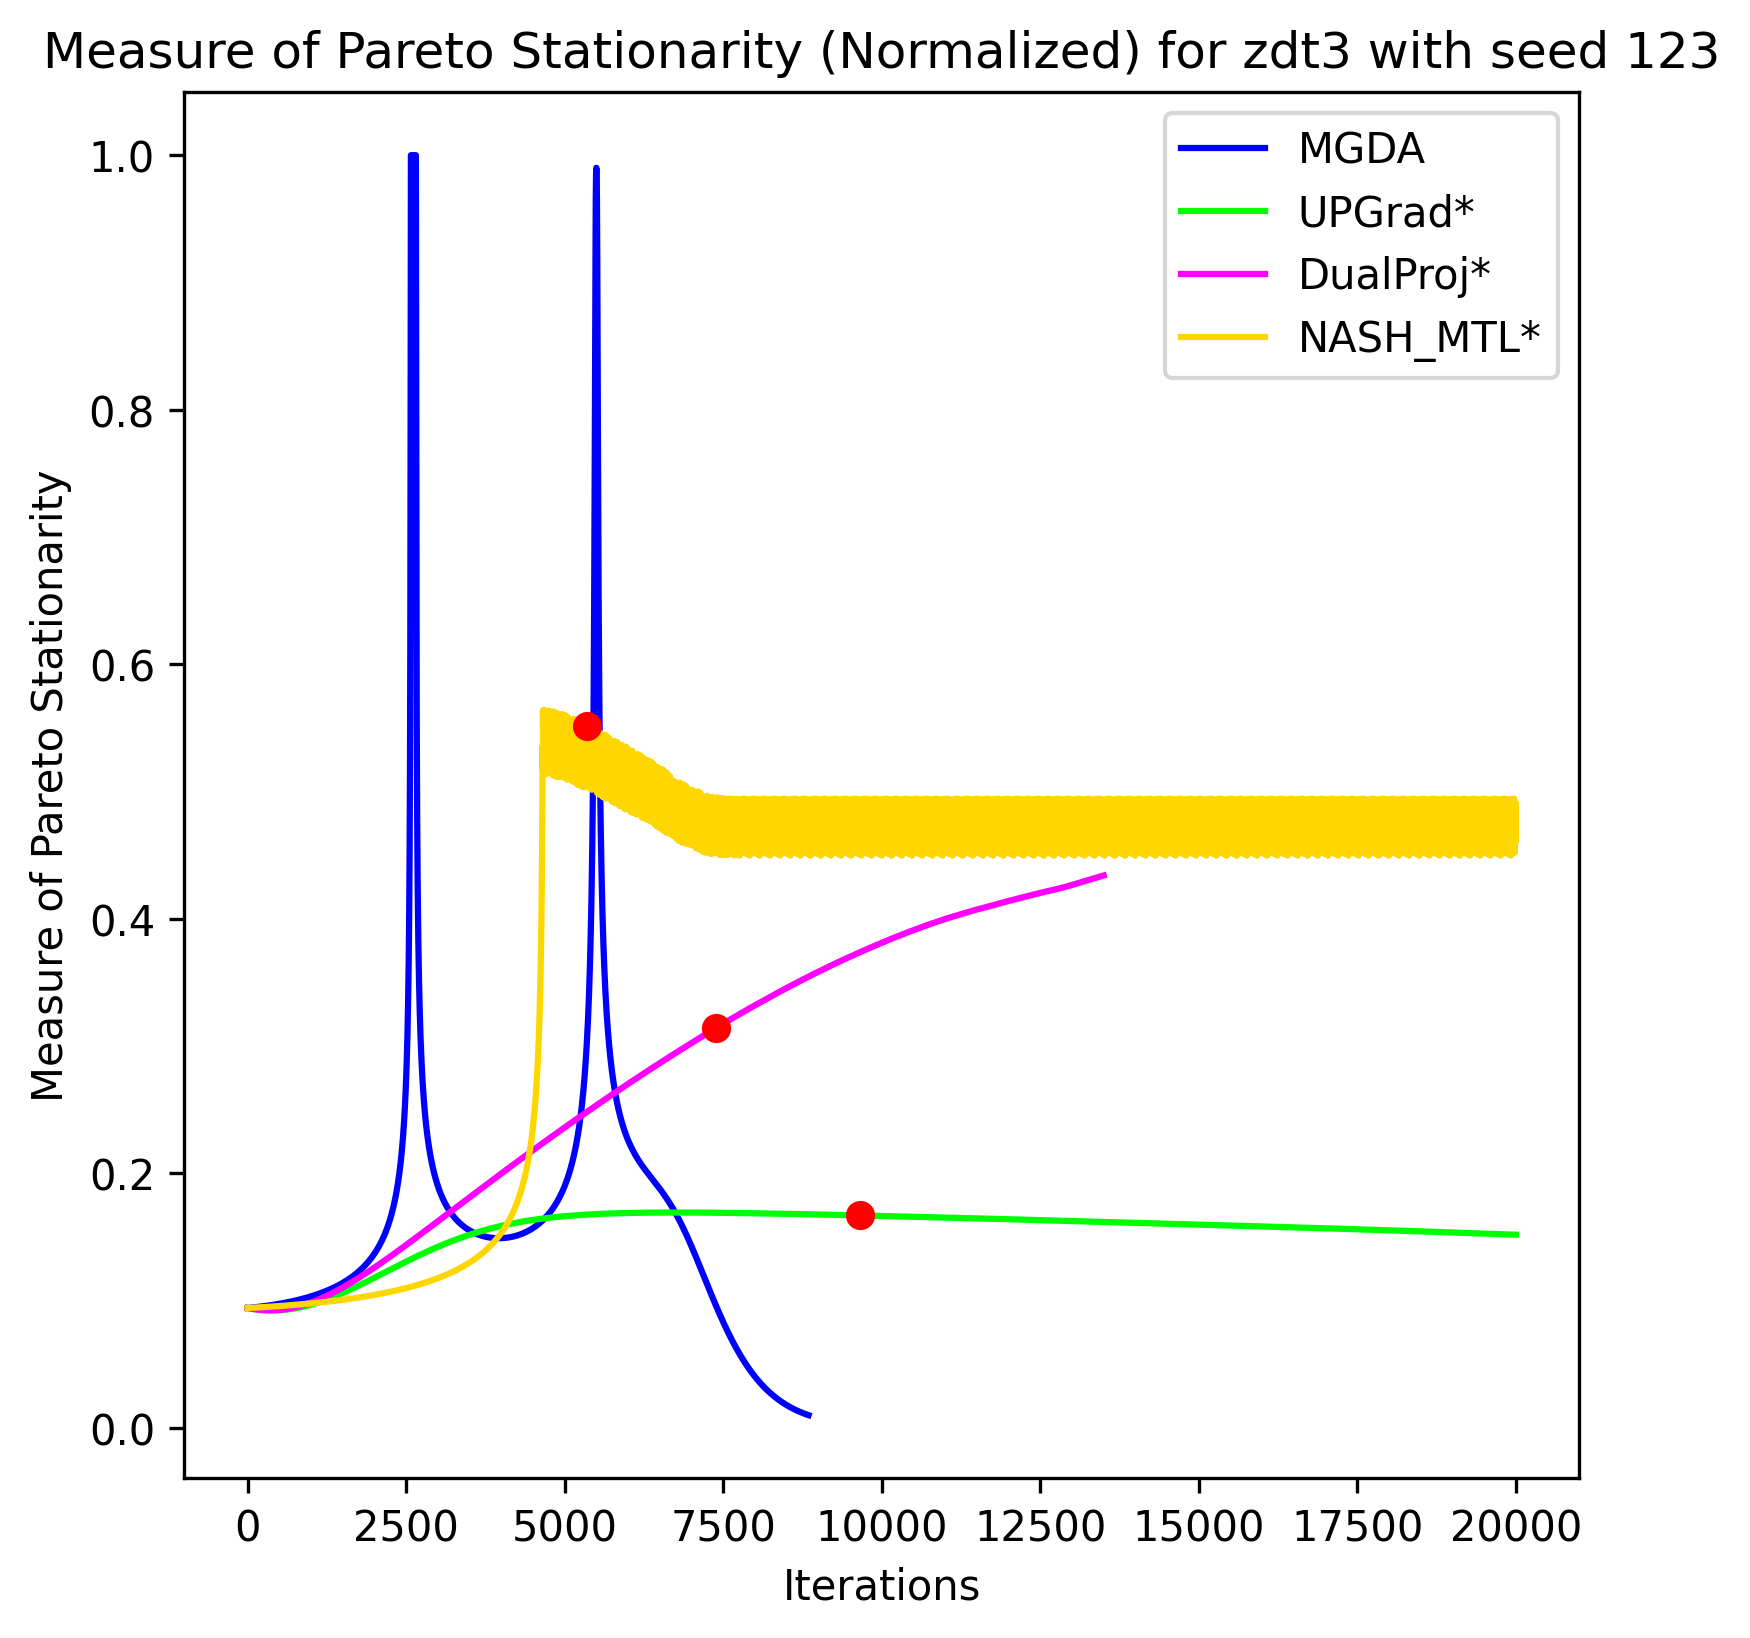 Measure of Pareto Stationarity (Normalized) for zdt3 with seed 123
MGDA
UPGrad*
DualProj*
NASH_MTL*
Measure of Pareto Stationarity
1.0
0.8
0.6
0.4
0.2
0.0
0 2500 5000 7500 10000 12500 15000 17500 20000
Iterations